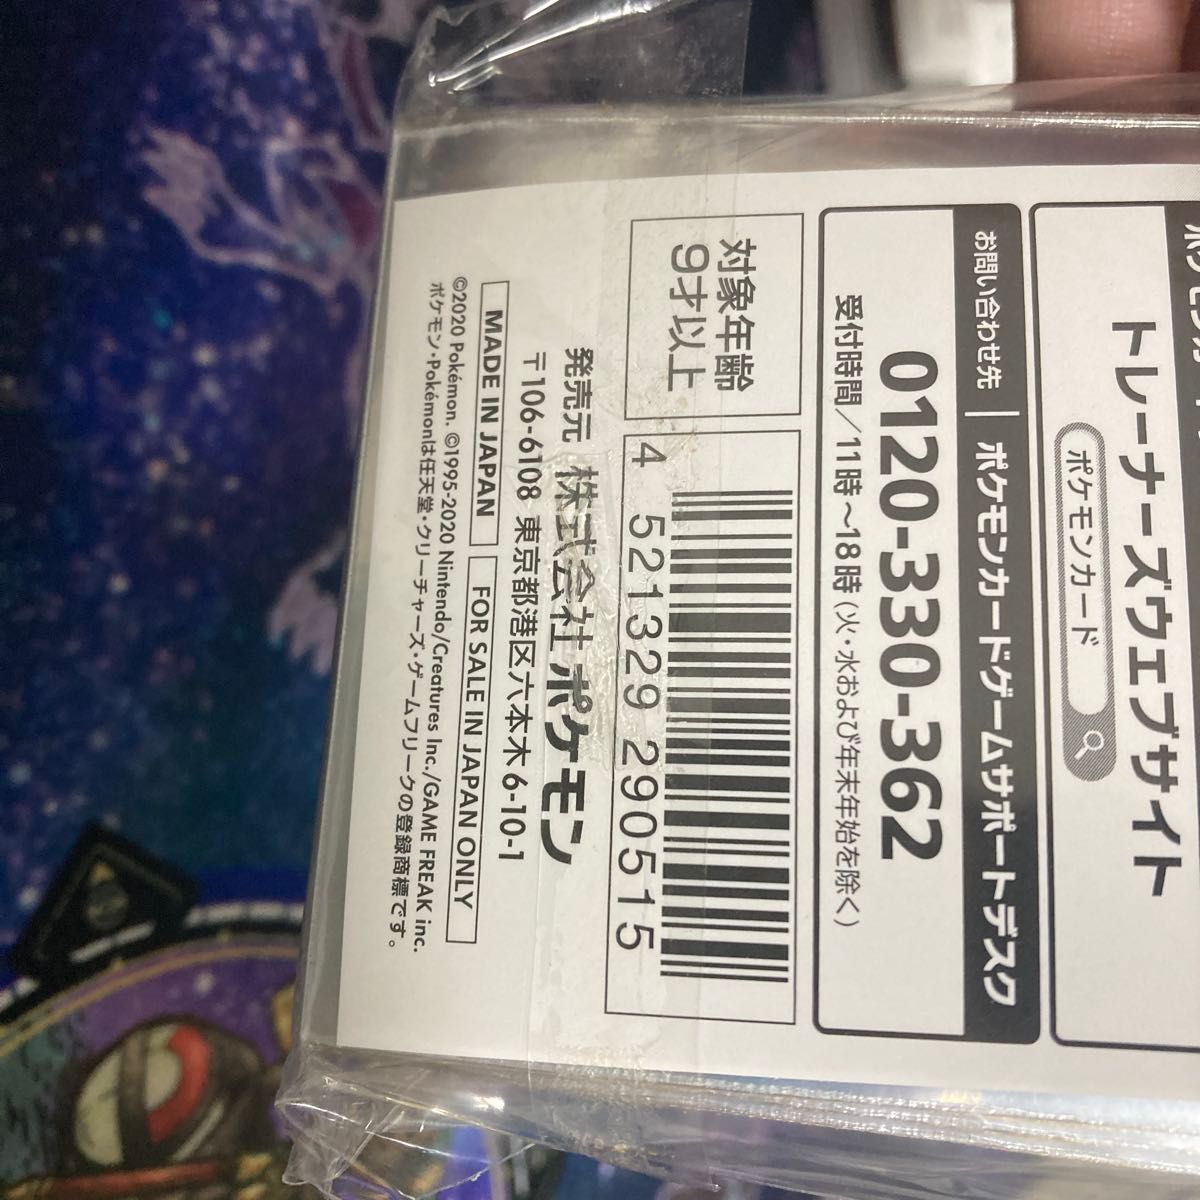 トレーナーズウェブサイト
ポケモンカード
お問い合わせ先 ポケモンカードゲームサポートデスク
0120-330-362
受付時間/11時~18時(火・水および年末年始を除く)
対象年齢
9才以上
4 521329 290515
発売元 株式会社ポケモン
〒106-6108 東京都港区六本木6-10-1
MADE IN JAPAN FOR SALE IN JAPAN ONLY
©2020 Pokémon. ©1995-2020 Nintendo/Creatures Inc./GAME FREAK inc.
ポケモン・Pokémonは任天堂・クリーチャーズ・ゲームフリークの登録商標です。